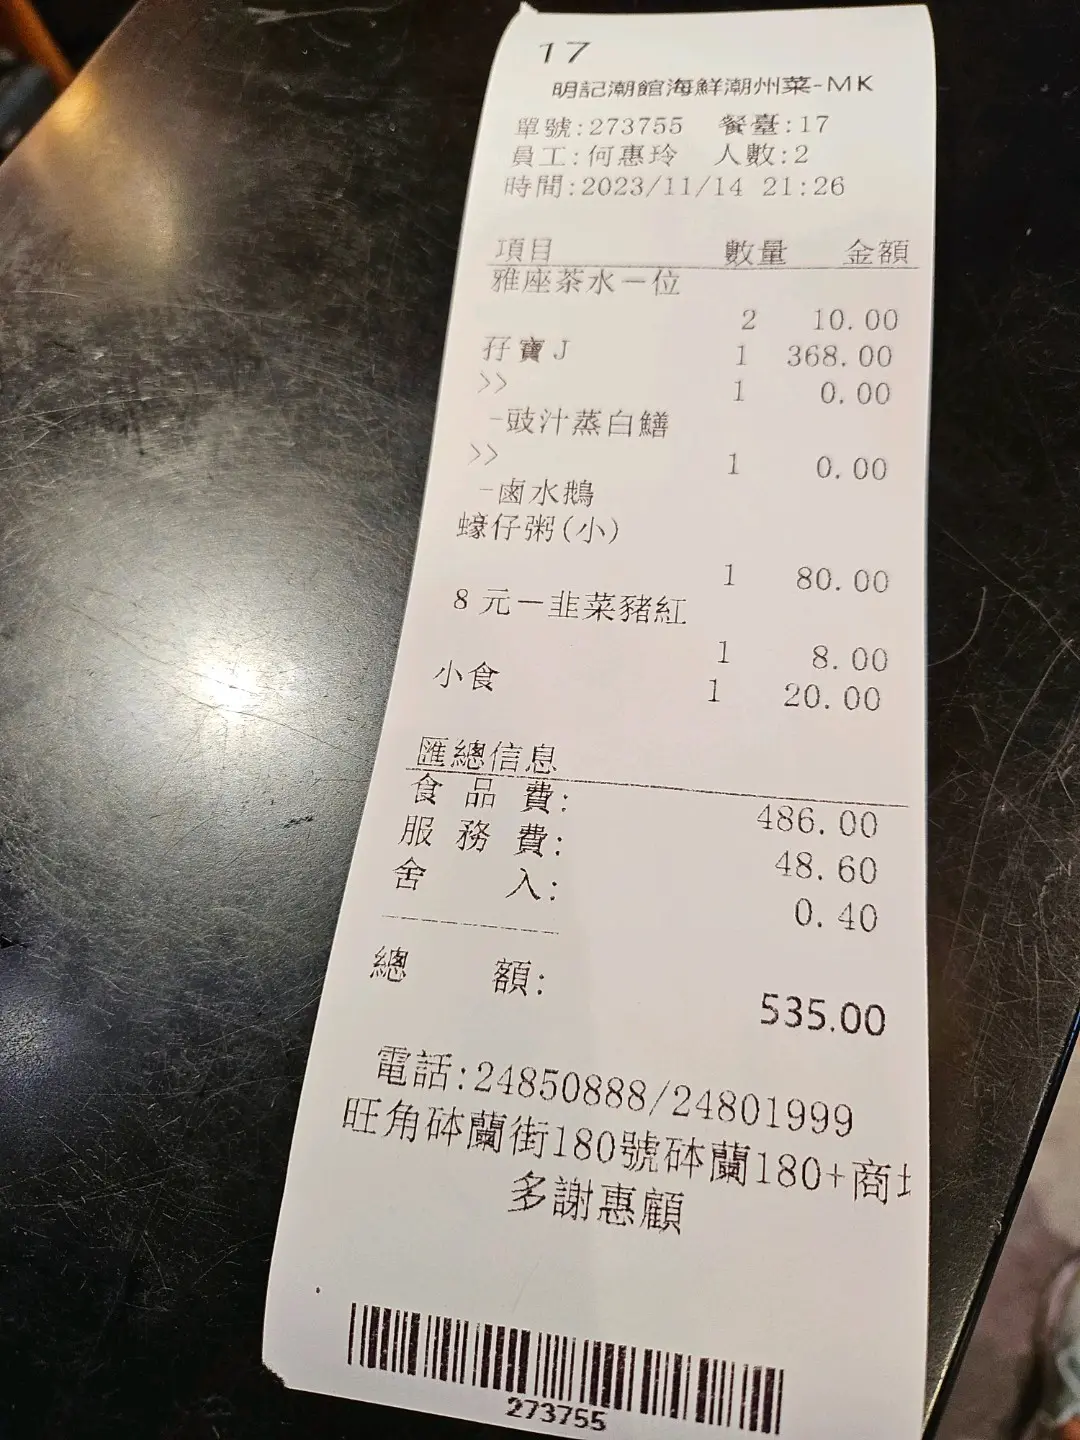 17
明記潮館海鮮潮州菜-MK
單號:273755 餐臺:17
員工:何惠玲 人數:2
時間:2023/11/14 21:26
項目 數量 金額
雅座茶水一位
2 10.00
孖寶J 1 368.00
>> 1 0.00
-豉汁蒸白鱔
>> 1 0.00
-鹵水鵝
蠔仔粥(小)
1 80.00
8元－韭菜豬紅
1 8.00
小食 1 20.00
匯總信息
食品費: 486.00
服務費: 48.60
舍入: 0.40
總額: 535.00
電話:24850888/24801999
旺角砵蘭街180號砵蘭180+商
多謝惠顧
273755